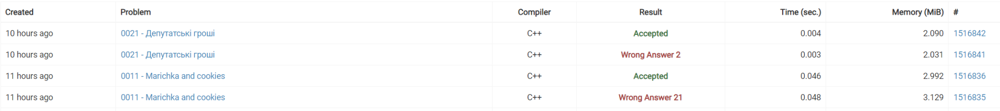 Created Problem Compiler Result Time (sec.) Memory (MiB) #
10 hours ago 0021 - Депутатські гроші C++ Accepted 0.004 2.090 1516842
10 hours ago 0021 - Депутатські гроші C++ Wrong Answer 2 0.003 2.031 1516841
11 hours ago 0011 - Marichka and cookies C++ Accepted 0.046 2.992 1516836
11 hours ago 0011 - Marichka and cookies C++ Wrong Answer 21 0.048 3.129 1516835